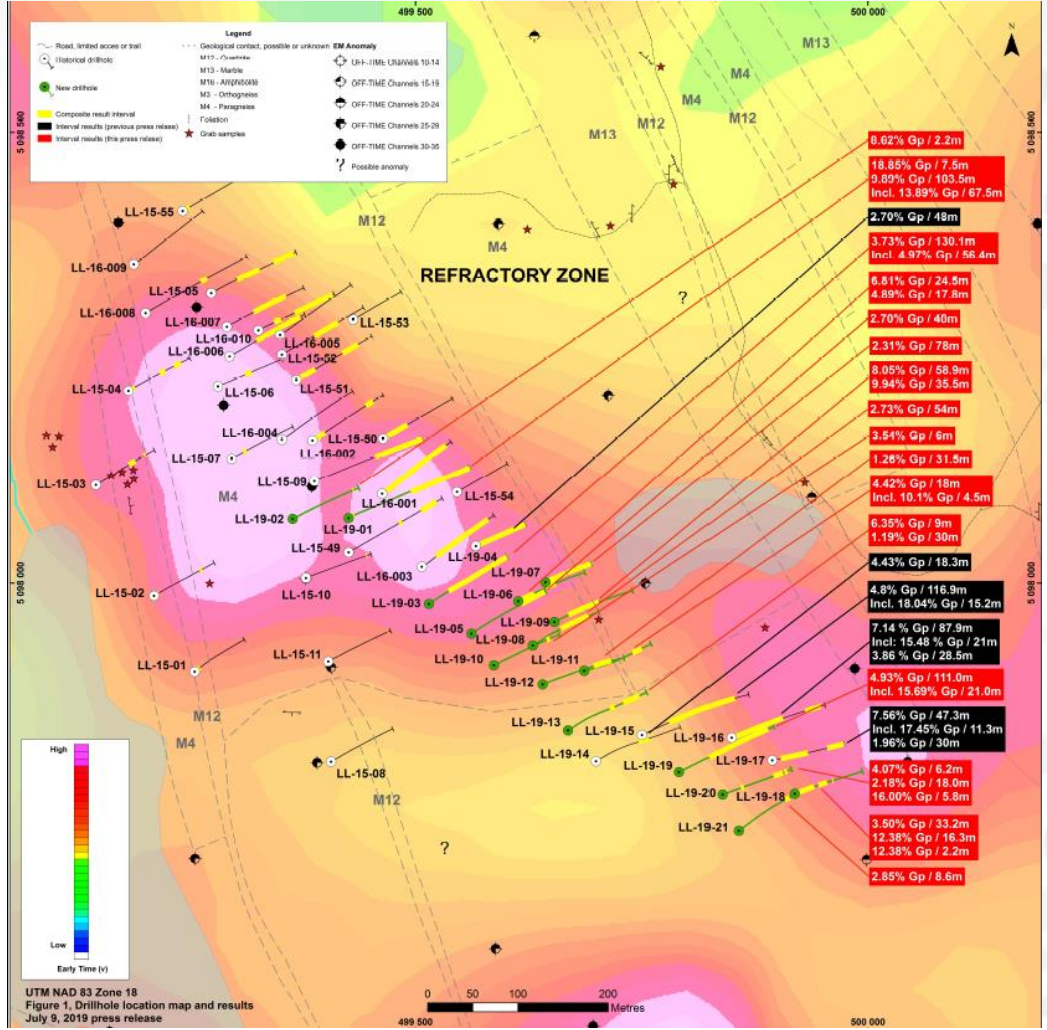 499 500
500 000
Legend
Road, limited acces or trail
Historical drillhole
New drillhole
Composite result interval
Interval results (previous press relase)
Interval results (this press relase)
Geological contact, possible or unknown
M12 - Quartzite
M13 - Marble
M16 - Amphibolite
M3 - Orthogneiss
M4 - Paragneiss
Foliation
Grab samples
EM Anomaly
OFF-TIME Channels 10-14
OFF-TIME Channels 15-19
OFF-TIME Channels 20-24
OFF-TIME Channels 25-29
OFF-TIME Channels 30-35
? Possible anomaly
N
M13
M4
M4
M12
M13
M12
5 098 500
5 098 500
M12
M4
REFRACTORY ZONE
?
LL-15-55
LL-16-009
LL-15-05
LL-16-008
LL-16-007
LL-16-010
LL-15-53
LL-16-005
LL-16-006
LL-15-52
LL-15-04
LL-15-06
LL-15-51
LL-16-004
LL-15-50
LL-16-002
LL-15-07
LL-15-03
LL-15-09
M4
LL-16-001
LL-15-54
LL-19-02
LL-19-01
LL-15-49
LL-19-04
LL-16-003
LL-19-07
5 098 000
5 098 000
LL-15-10
LL-15-02
LL-19-03
LL-19-06
LL-19-09
LL-19-05
LL-19-08
LL-15-11
LL-19-10
LL-19-11
LL-15-01
LL-19-12
M12
M4
LL-19-13
LL-19-15
LL-19-16
LL-19-14
LL-19-17
LL-19-19
LL-15-08
M12
LL-19-20
LL-19-18
LL-19-21
?
8.62% Gp / 2.2m
18.85% Gp / 7.5m
9.89% Gp / 103.5m
Incl. 13.89% Gp / 67.5m
2.70% Gp / 48m
3.73% Gp / 130.1m
Incl. 4.97% Gp / 56.4m
6.81% Gp / 24.5m
4.89% Gp / 17.8m
2.70% Gp / 40m
2.31% Gp / 78m
8.05% Gp / 58.9m
9.94% Gp / 35.5m
2.73% Gp / 54m
3.54% Gp / 6m
1.26% Gp / 31.5m
4.42% Gp / 18m
Incl. 10.1% Gp / 4.5m
6.35% Gp / 9m
1.19% Gp / 30m
4.43% Gp / 18.3m
4.8% Gp / 116.9m
Incl. 18.04% Gp / 15.2m
7.14 % Gp / 87.9m
Incl: 15.48 % Gp / 21m
3.86 % Gp / 28.5m
4.93% Gp / 111.0m
Incl. 15.69% Gp / 21.0m
7.56% Gp / 47.3m
Incl. 17.45% Gp / 11.3m
1.96% Gp / 30m
4.07% Gp / 6.2m
2.18% Gp / 18.0m
16.00% Gp / 5.8m
3.50% Gp / 33.2m
12.38% Gp / 16.3m
12.38% Gp / 2.2m
2.85% Gp / 8.6m
High
Low
Early Time (v)
UTM NAD 83 Zone 18
Figure 1, Drillhole location map and results
July 9, 2019 press release
0 50 100 200
Metres
499 500
500 000